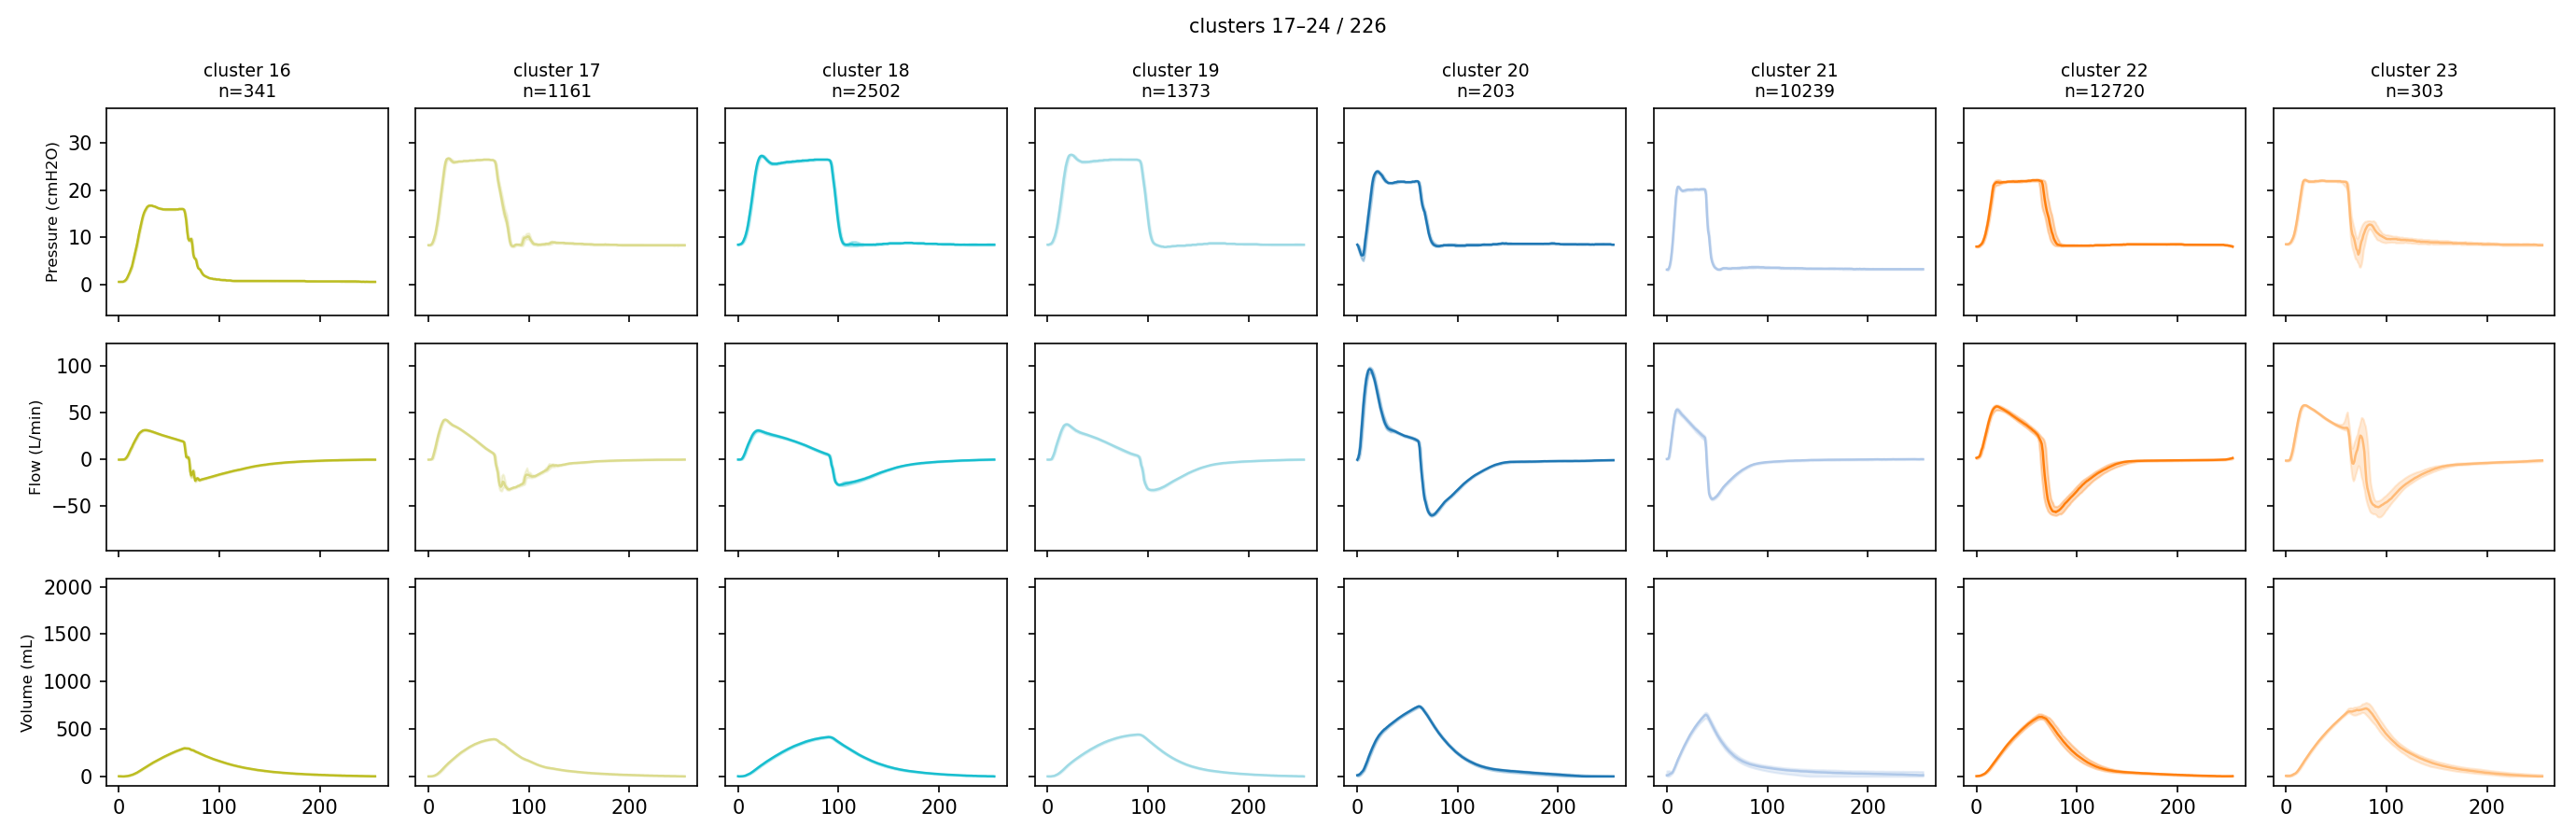 clusters 17–24 / 226
cluster 16 cluster 17 cluster 18 cluster 19 cluster 20 cluster 21 cluster 22 cluster 23
n=341 n=1161 n=2502 n=1373 n=203 n=10239 n=12720 n=303
Pressure (cmH2O)
30
20
10
0
Flow (L/min)
100
50
0
−50
Volume (mL)
2000
1500
1000
500
0
0 100 200 0 100 200 0 100 200 0 100 200 0 100 200 0 100 200 0 100 200 0 100 200